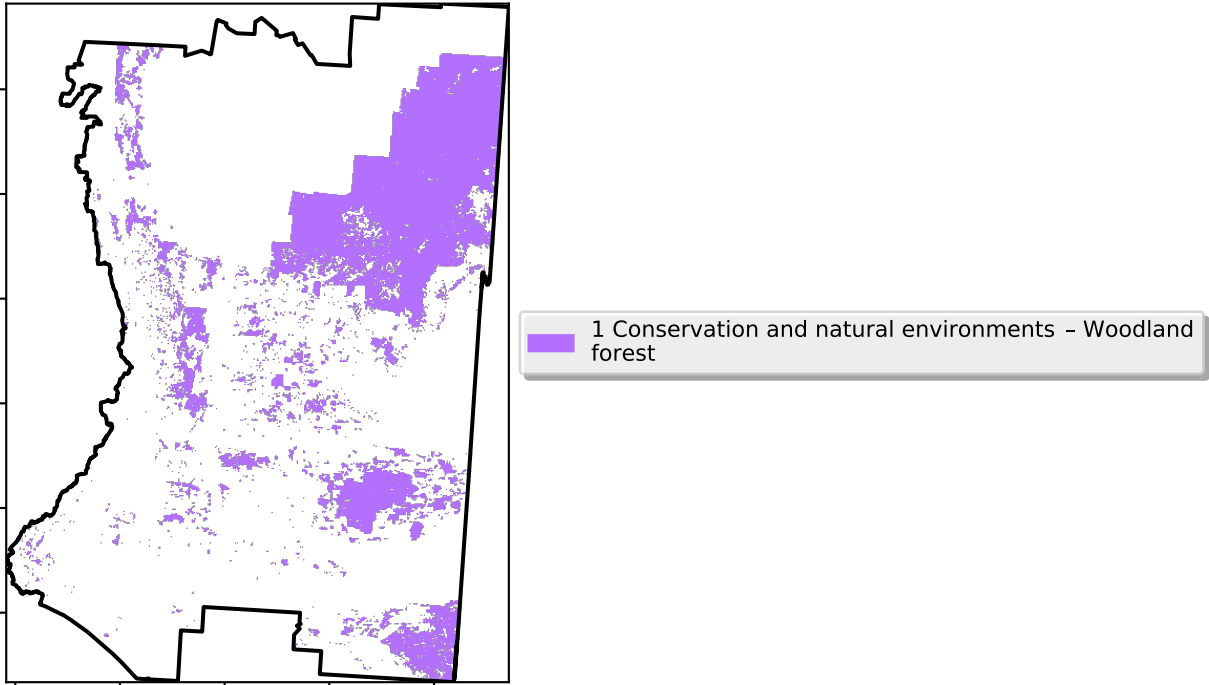 1 Conservation and natural environments – Woodland
forest